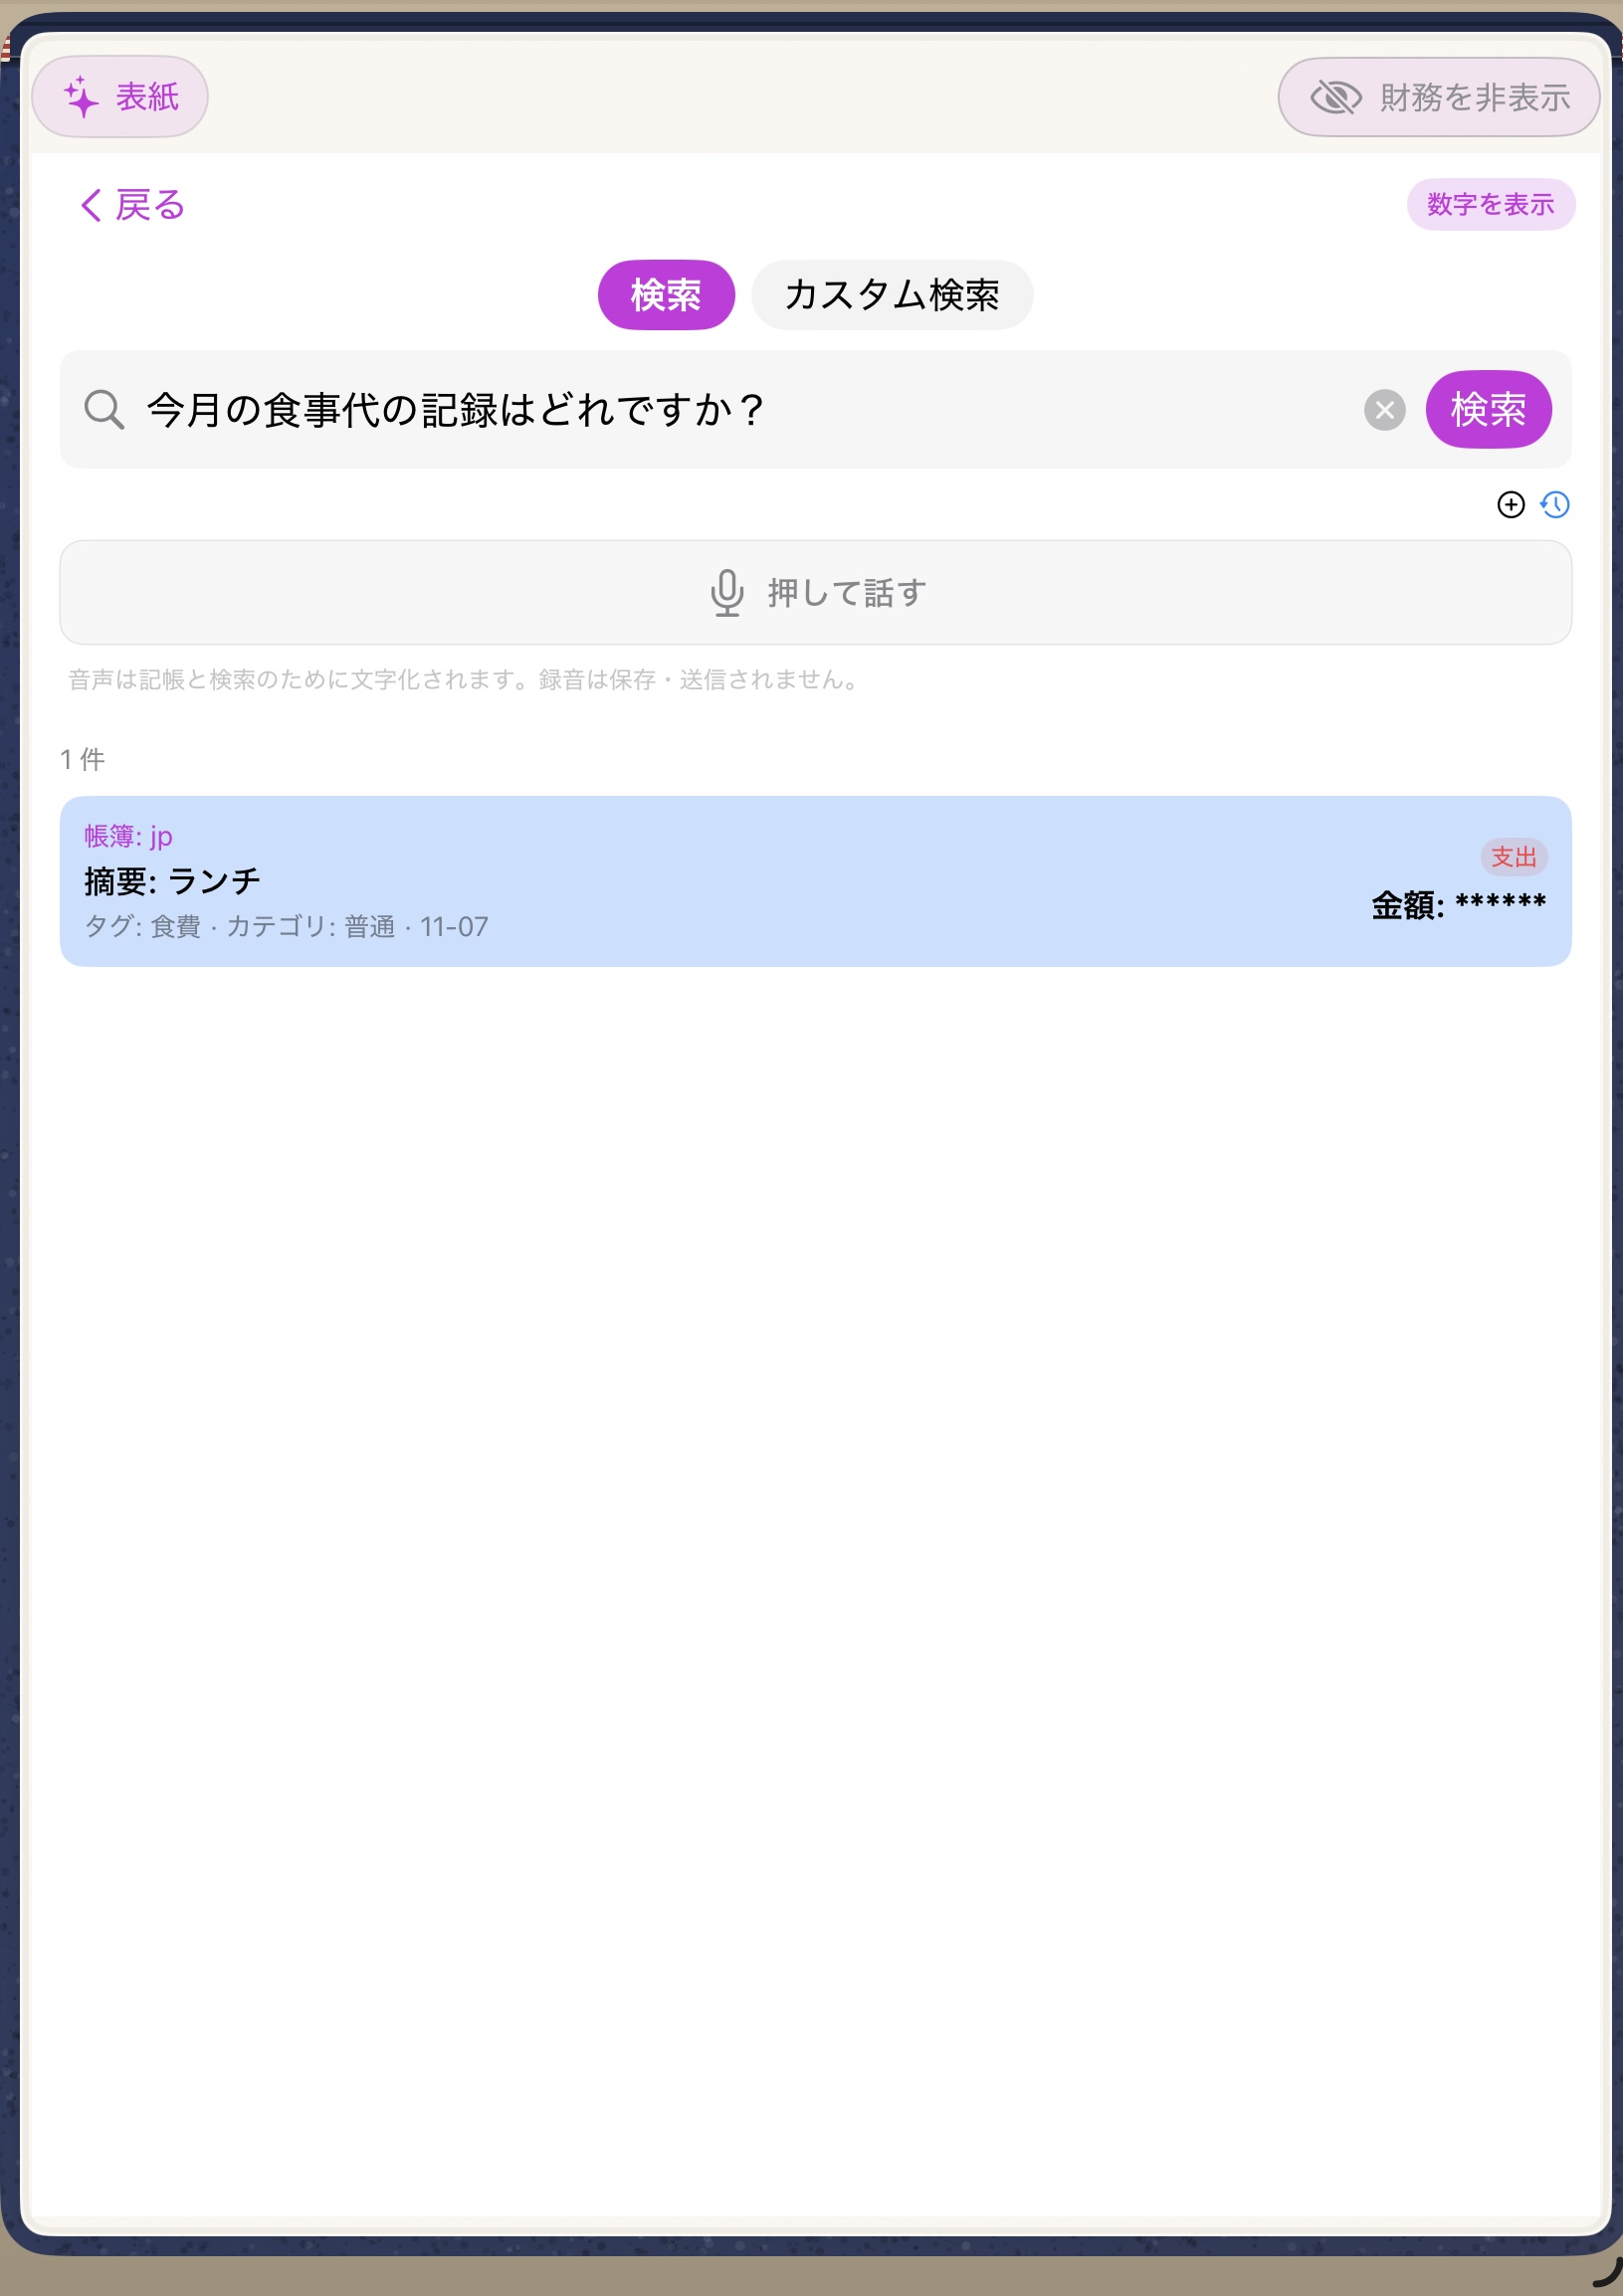 表紙
財務を非表示
戻る
数字を表示
検索
カスタム検索
今月の食事代の記録はどれですか？
検索
押して話す
音声は記帳と検索のために文字化されます。録音は保存・送信されません。
1 件
帳簿: jp
支出
摘要: ランチ
金額: ******
タグ: 食費 · カテゴリ: 普通 · 11-07